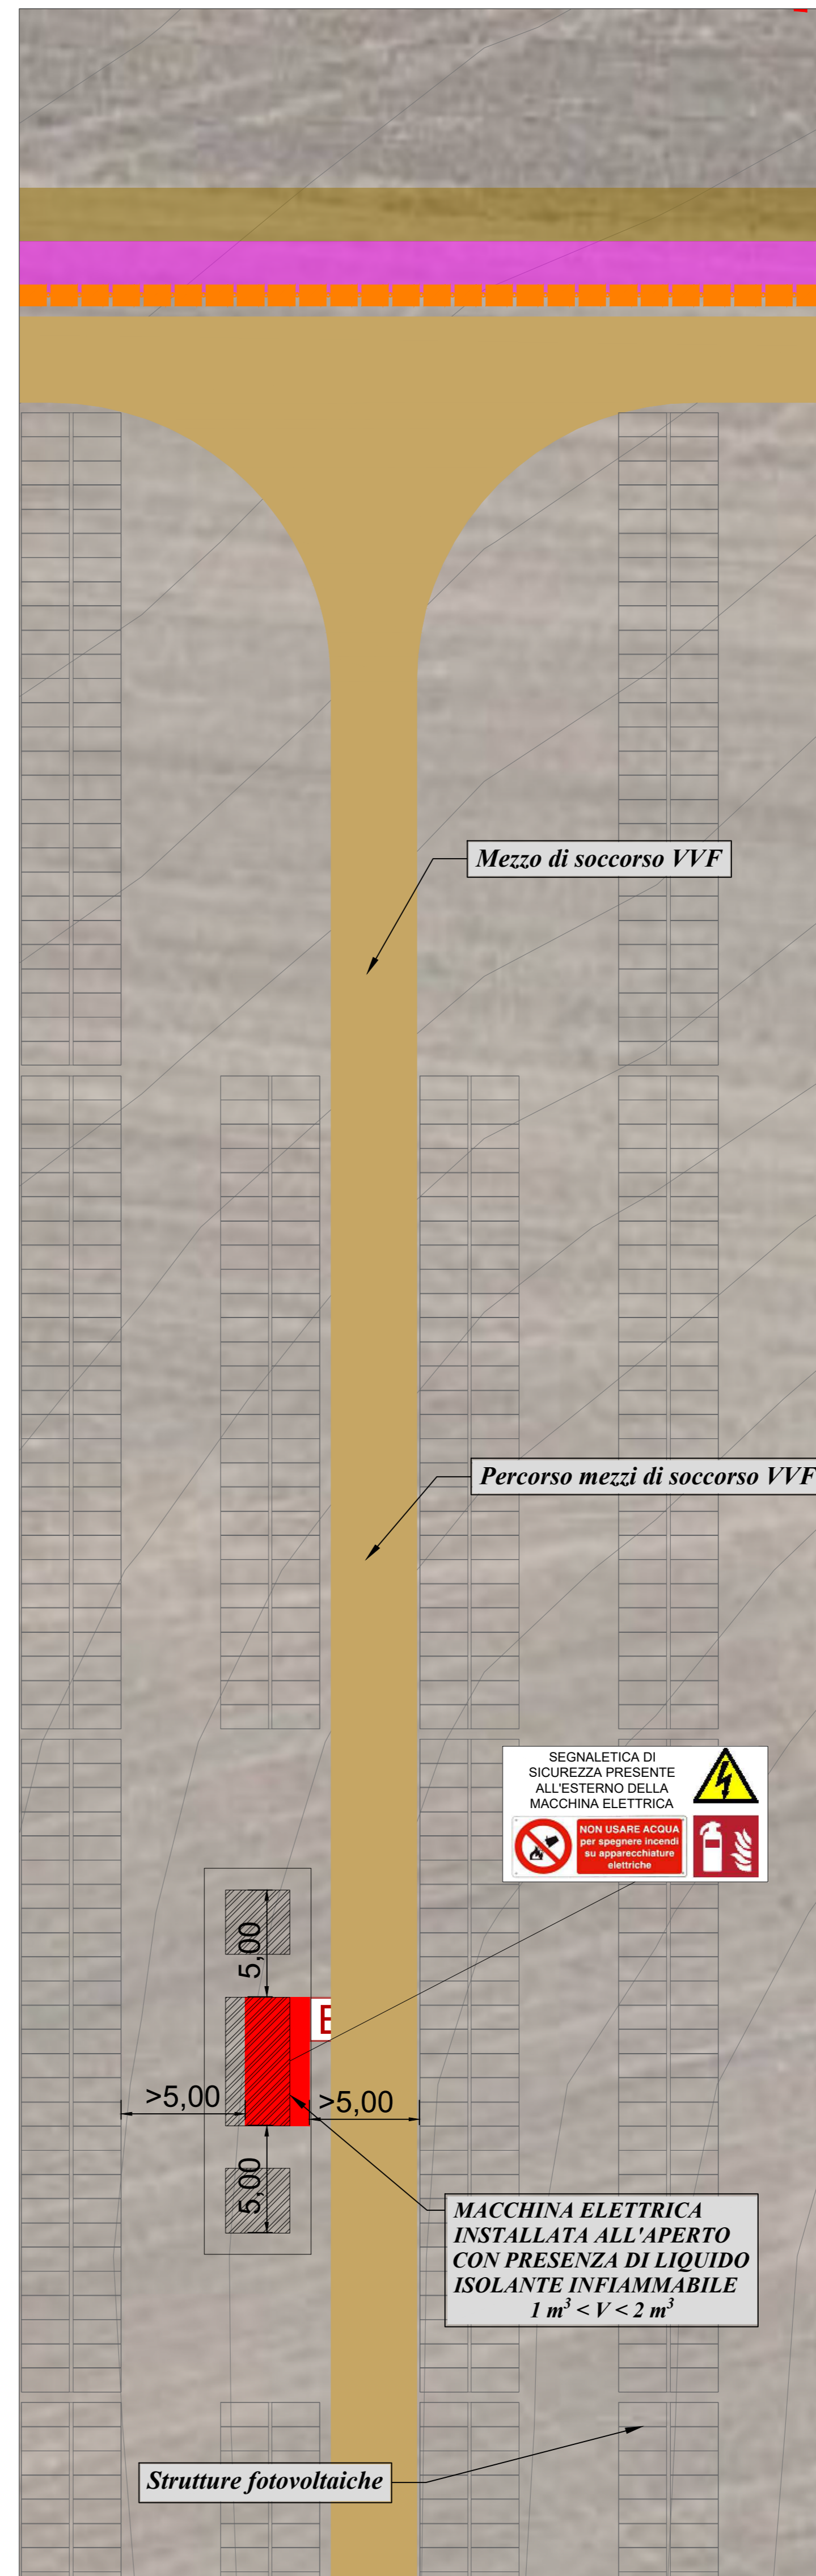 Mezzo di soccorso VVF
Percorso mezzi di soccorso VVF
SEGNALETICA DI
SICUREZZA PRESENTE
ALL'ESTERNO DELLA
MACCHINA ELETTRICA
NON USARE ACQUA
per spegnere incendi
su apparecchiature
elettriche
5,00
E
>5,00
>5,00
5,00
MACCHINA ELETTRICA
INSTALLATA ALL'APERTO
CON PRESENZA DI LIQUIDO
ISOLANTE INFIAMMABILE
1 m³ < V < 2 m³
Strutture fotovoltaiche